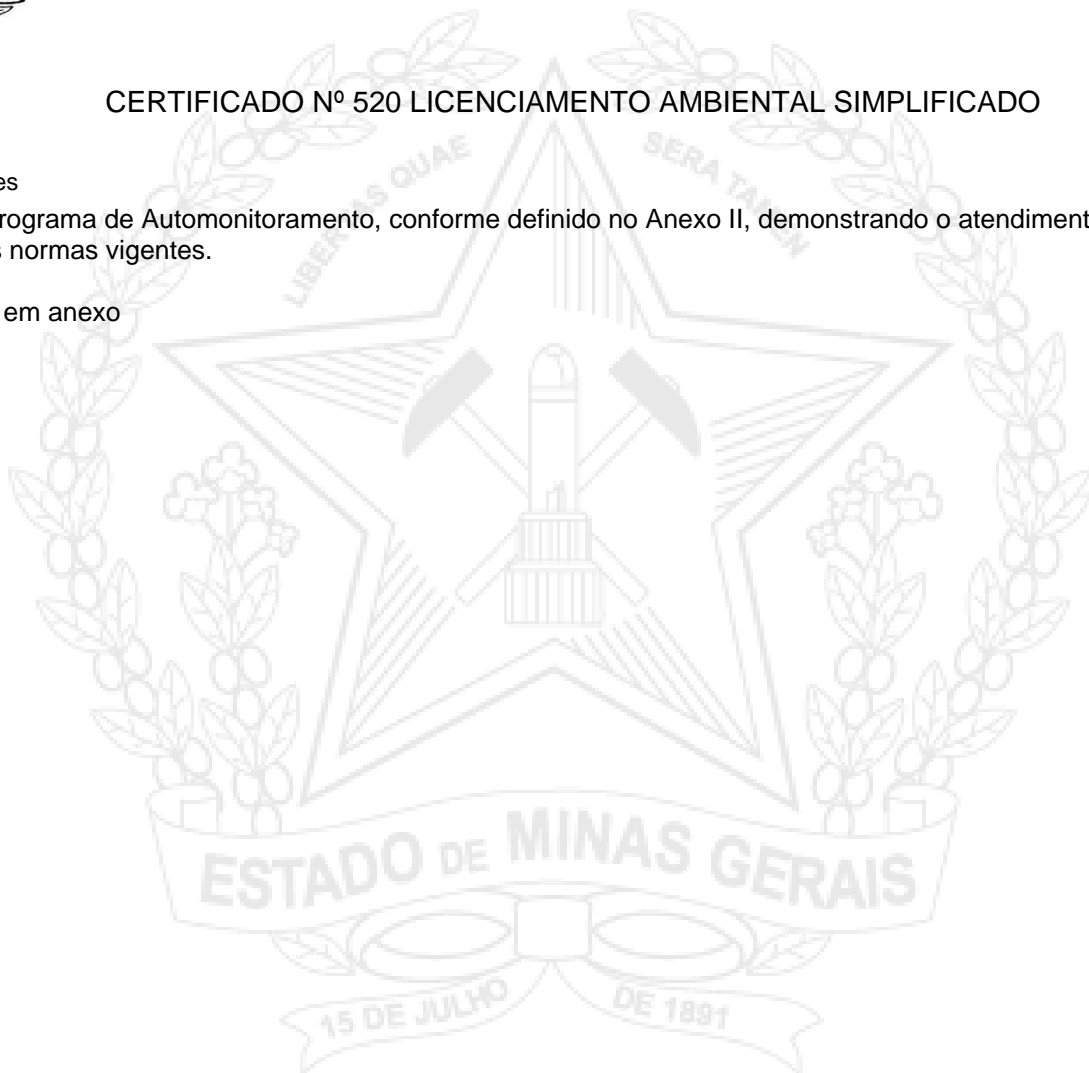 CERTIFICADO Nº 520 LICENCIAMENTO AMBIENTAL SIMPLIFICADO
es
rograma de Automonitoramento, conforme definido no Anexo II, demonstrando o atendiment
s normas vigentes.
em anexo
LIBERTAS QUAE SERA TAMEN
ESTADO DE MINAS GERAIS
15 DE JULHO DE 1891